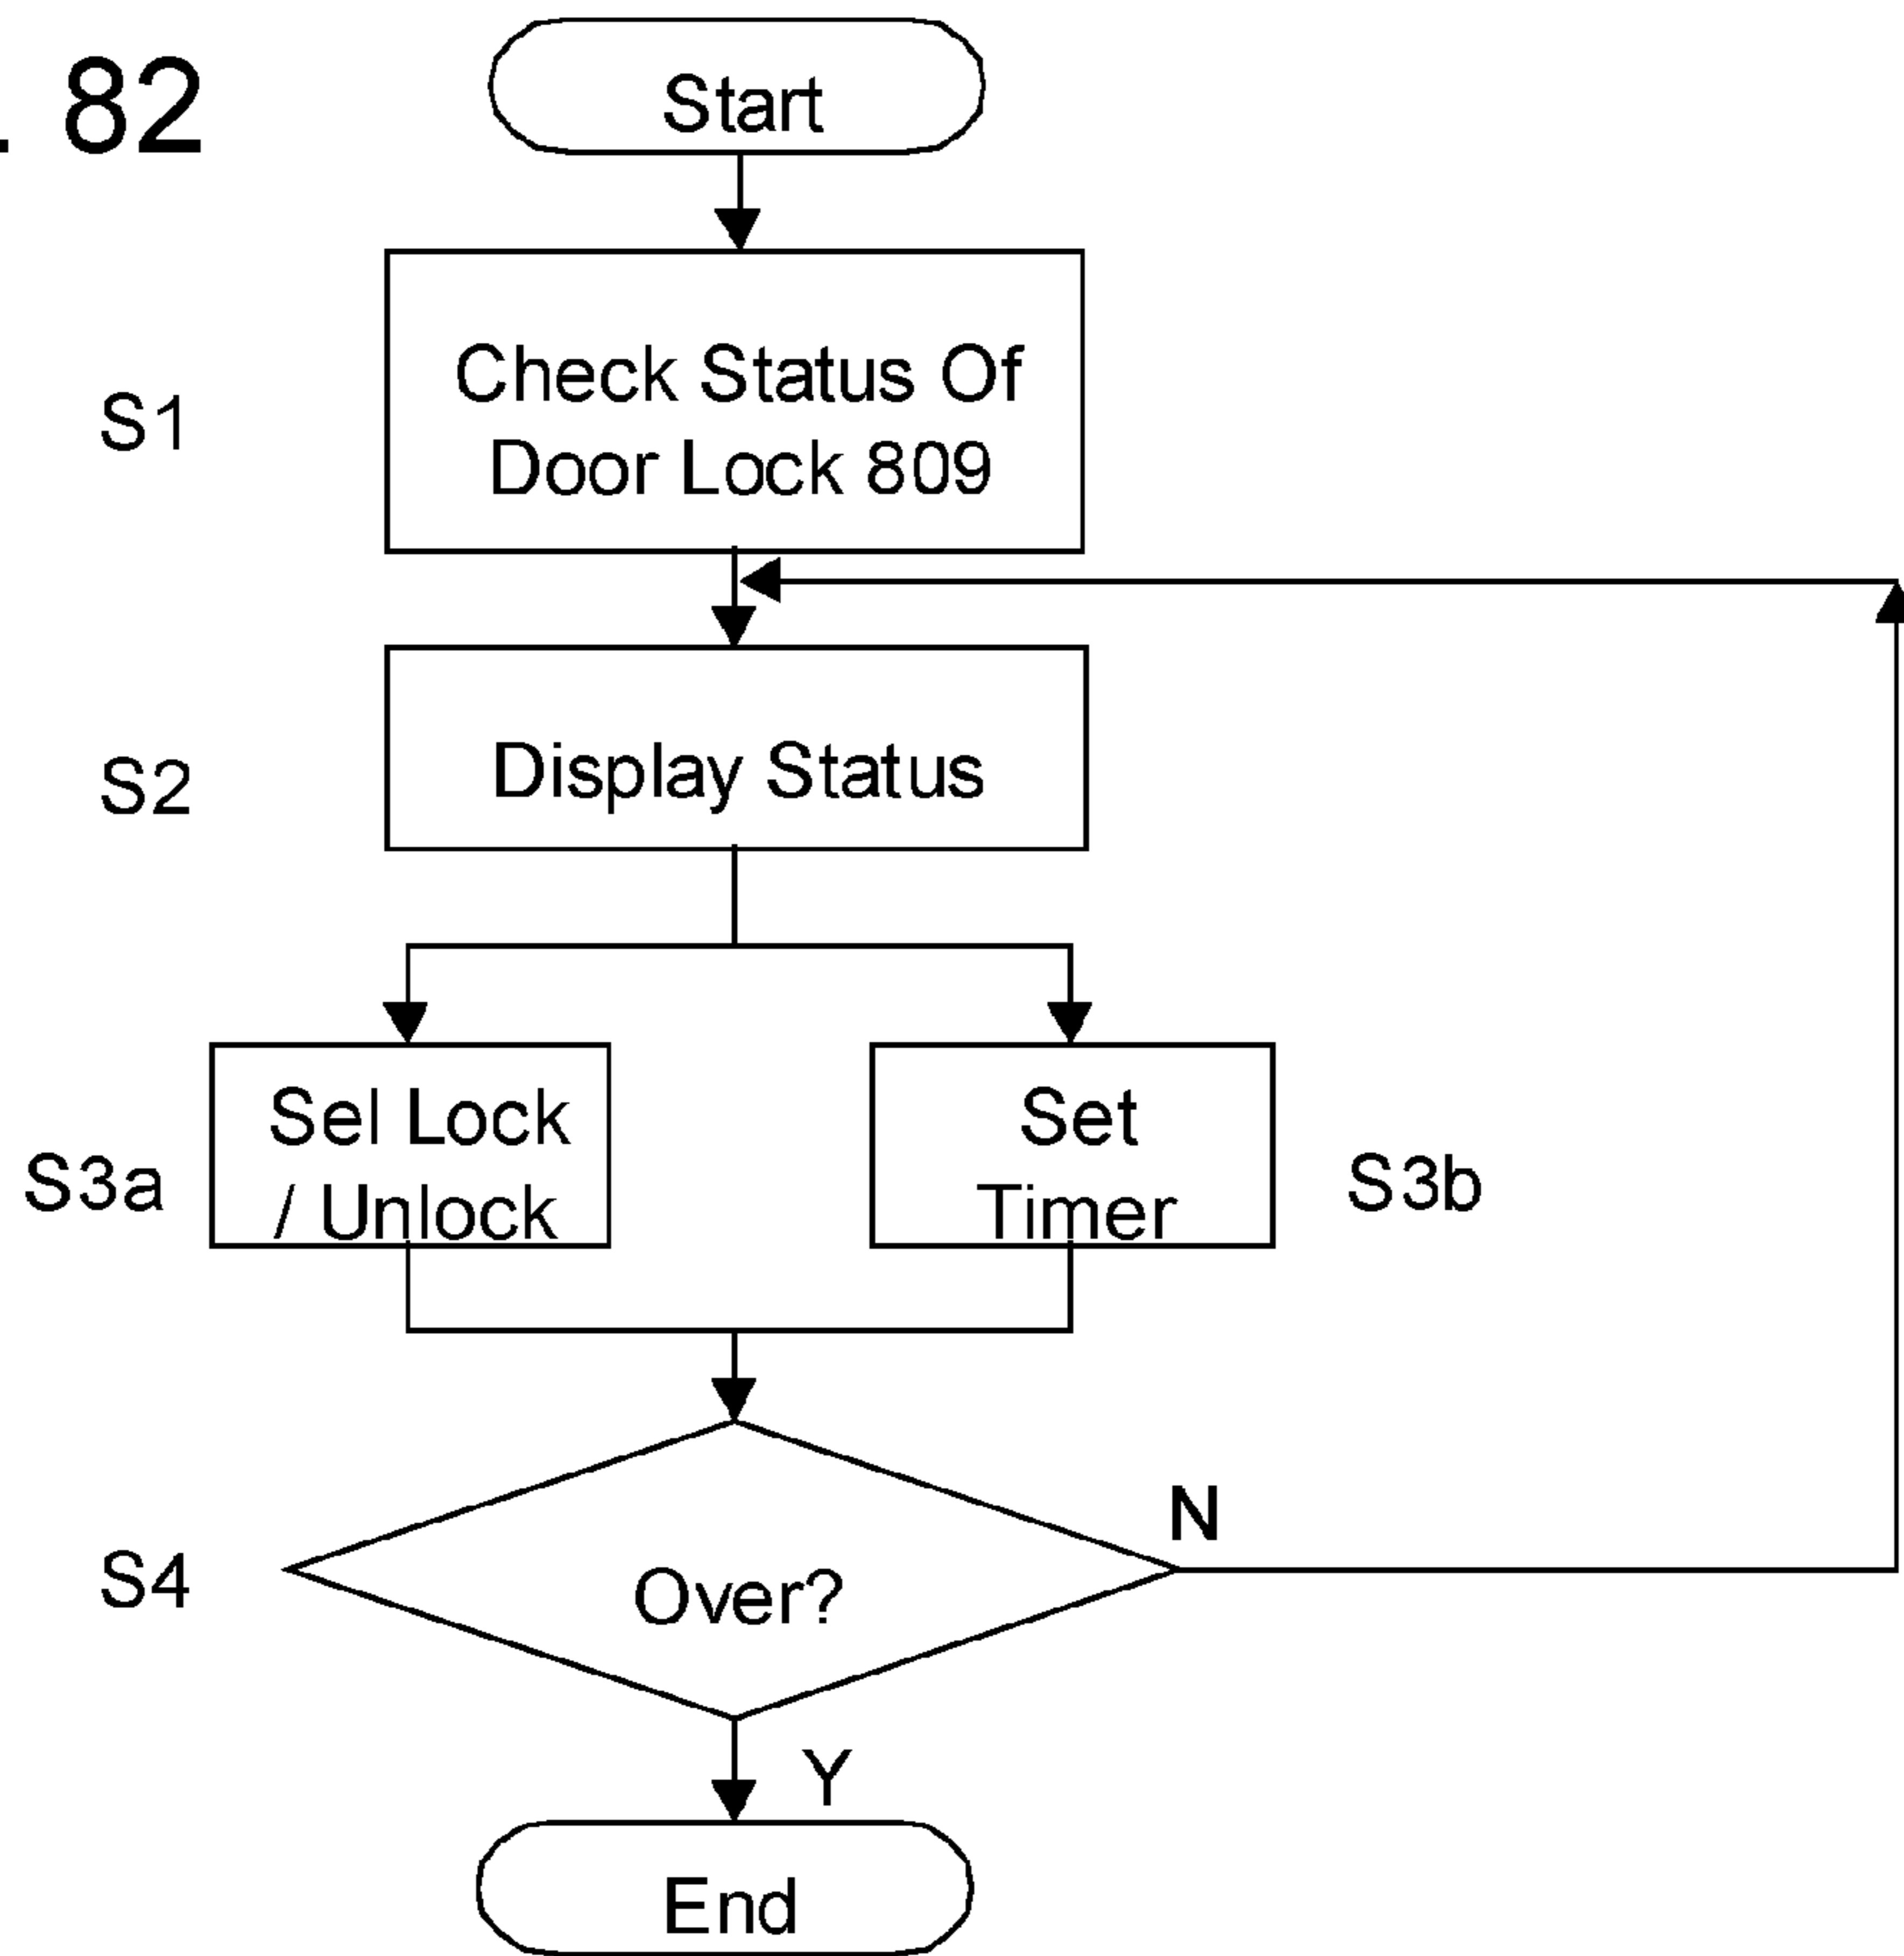 . 82
Start
S1
Check Status Of
Door Lock 809
S2
Display Status
S3a
Sel Lock
/ Unlock
Set
Timer
S3b
S4
Over?
N
Y
End